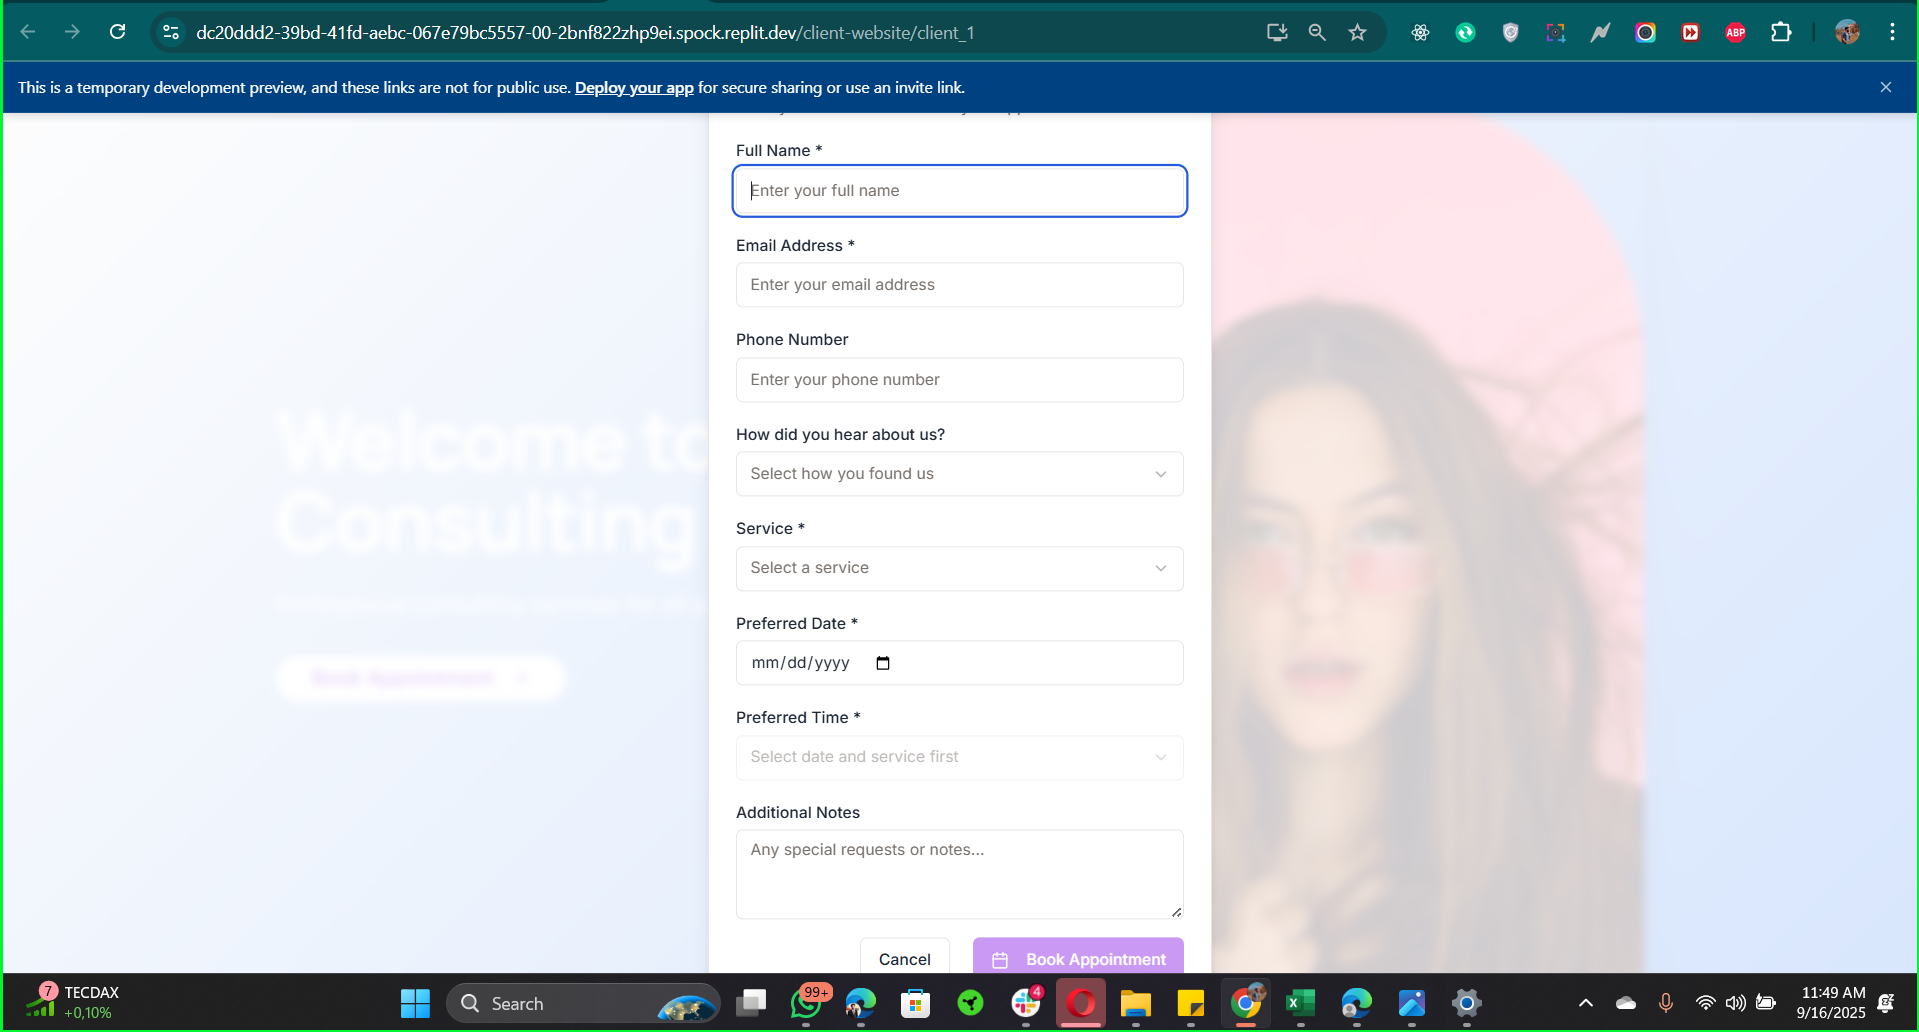 dc20ddd2-39bd-41fd-aebc-067e79bc5557-00-2bnf822zhp9ei.spock.replit.dev/client-website/client_1
ABP
This is a temporary development preview, and these links are not for public use. Deploy your app for secure sharing or use an invite link.
Full Name *
Enter your full name
Email Address *
Enter your email address
Phone Number
Enter your phone number
How did you hear about us?
Select how you found us
Service *
Select a service
Preferred Date *
mm/dd/yyyy
Preferred Time *
Select date and service first
Additional Notes
Any special requests or notes...
Cancel
Book Appointment
Welcome to
Consulting
Book Appointment
7
TECDAX
+0,10%
Search
99+
4
11:49 AM
9/16/2025